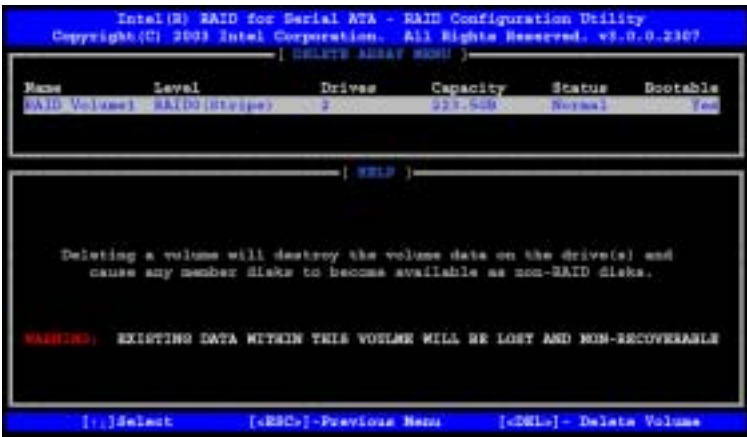 Intel(R) RAID for Serial ATA - RAID Configuration Utility
Copyright(C) 2003 Intel Corporation. All Rights Reserved. v3.0.0.2307
[ DELETE ARRAY MENU ]
Name Level Drives Capacity Status Bootable
RAID Volume1 RAID0(Stripe) 2 223.5GB Normal Yes
[ HELP ]
Deleting a volume will destroy the volume data on the drive(s) and
cause any member disks to become available as non-RAID disks.
WARNING: EXISTING DATA WITHIN THIS VOULME WILL BE LOST AND NON-RECOVERABLE
[↑↓]Select [<ESC>]-Previous Menu [<DEL>]- Delete Volume